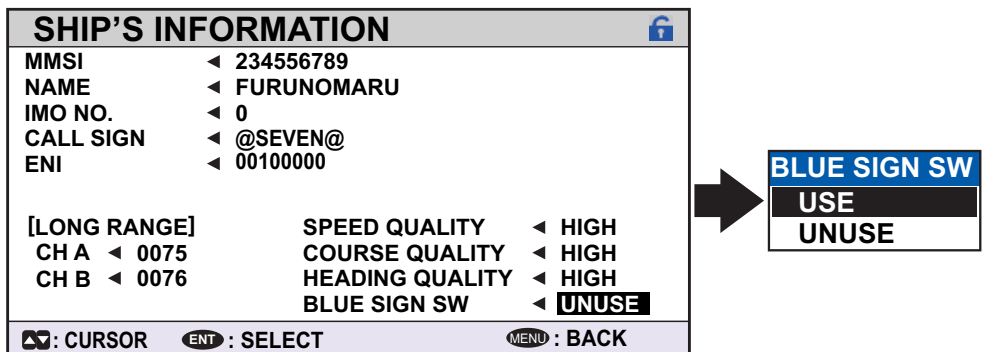 SHIP'S INFORMATION
MMSI ◄ 234556789
NAME ◄ FURUNOMARU
IMO NO. ◄ 0
CALL SIGN ◄ @SEVEN@
ENI ◄ 00100000
[LONG RANGE]
CH A ◄ 0075
CH B ◄ 0076
SPEED QUALITY ◄ HIGH
COURSE QUALITY ◄ HIGH
HEADING QUALITY ◄ HIGH
BLUE SIGN SW ◄ UNUSE
▲▼: CURSOR ENT : SELECT MENU : BACK
BLUE SIGN SW
USE
UNUSE